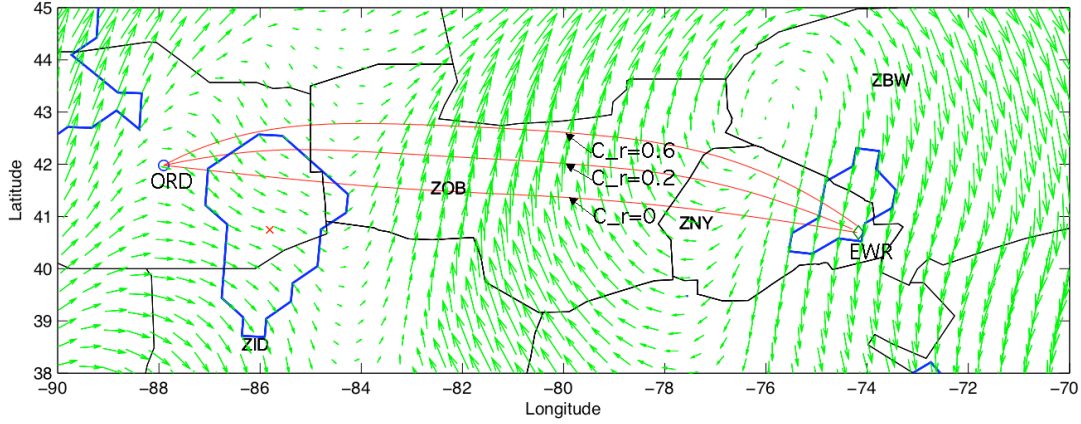 45
44
43
42
41
40
39
38
Latitude
ZBW
C_r=0.6
ORD
C_r=0.2
ZOB
C_r=0
ZNY
EWR
ZID
−90 −88 −86 −84 −82 −80 −78 −76 −74 −72 −70
Longitude